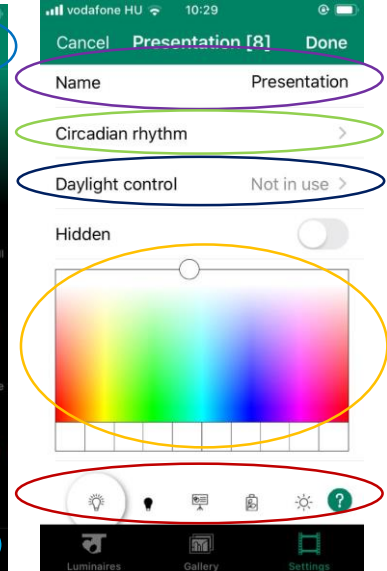 vodafone HU 10:29
Cancel Presentation [8] Done
Name Presentation
Circadian rhythm
Daylight control Not in use
Hidden
?
Luminaires Gallery Settings